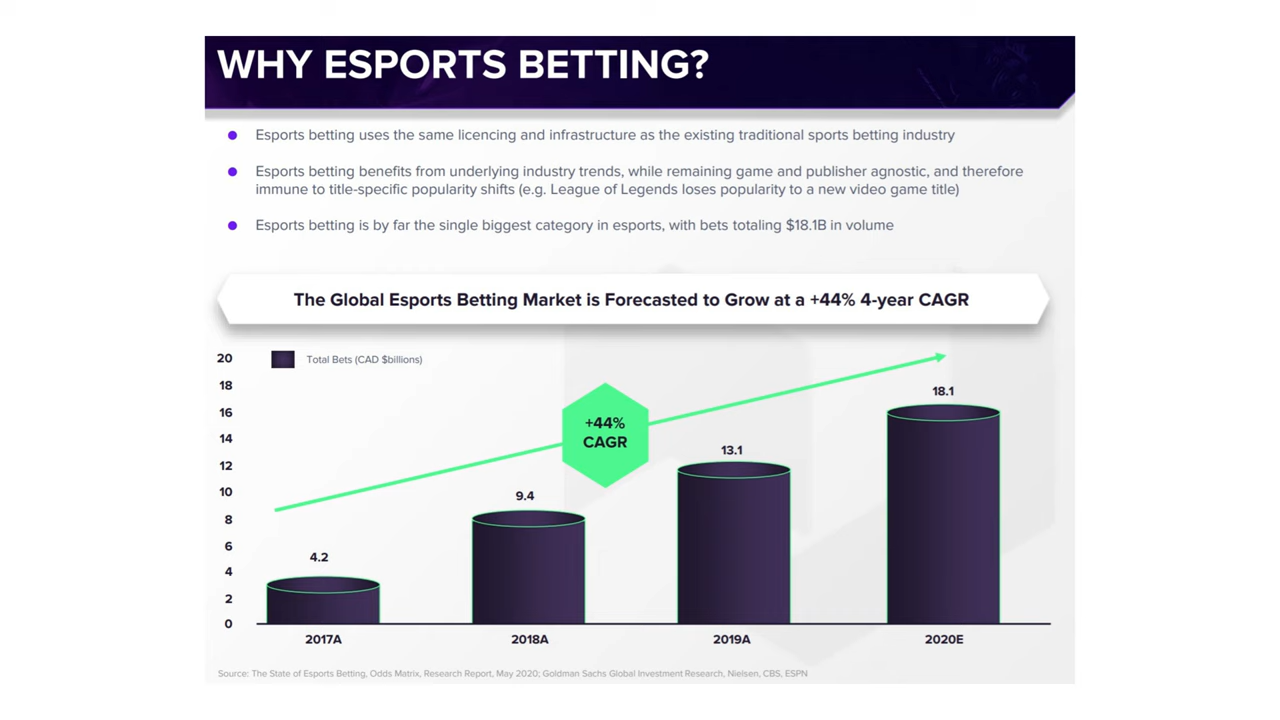 WHY ESPORTS BETTING?
Esports betting uses the same licencing and infrastructure as the existing traditional sports betting industry
Esports betting benefits from underlying industry trends, while remaining game and publisher agnostic, and therefore
immune to title-specific popularity shifts (e.g. League of Legends loses popularity to a new video game title)
Esports betting is by far the single biggest category in esports, with bets totaling $18.1B in volume
The Global Esports Betting Market is Forecasted to Grow at a +44% 4-year CAGR
Total Bets (CAD $billions)
20
18
16
14
12
10
8
6
4
2
0
+44%
CAGR
4.2
9.4
13.1
18.1
2017A
2018A
2019A
2020E
Source: The State of Esports Betting, Odds Matrix, Research Report, May 2020; Goldman Sachs Global Investment Research, Nielsen, CBS, ESPN